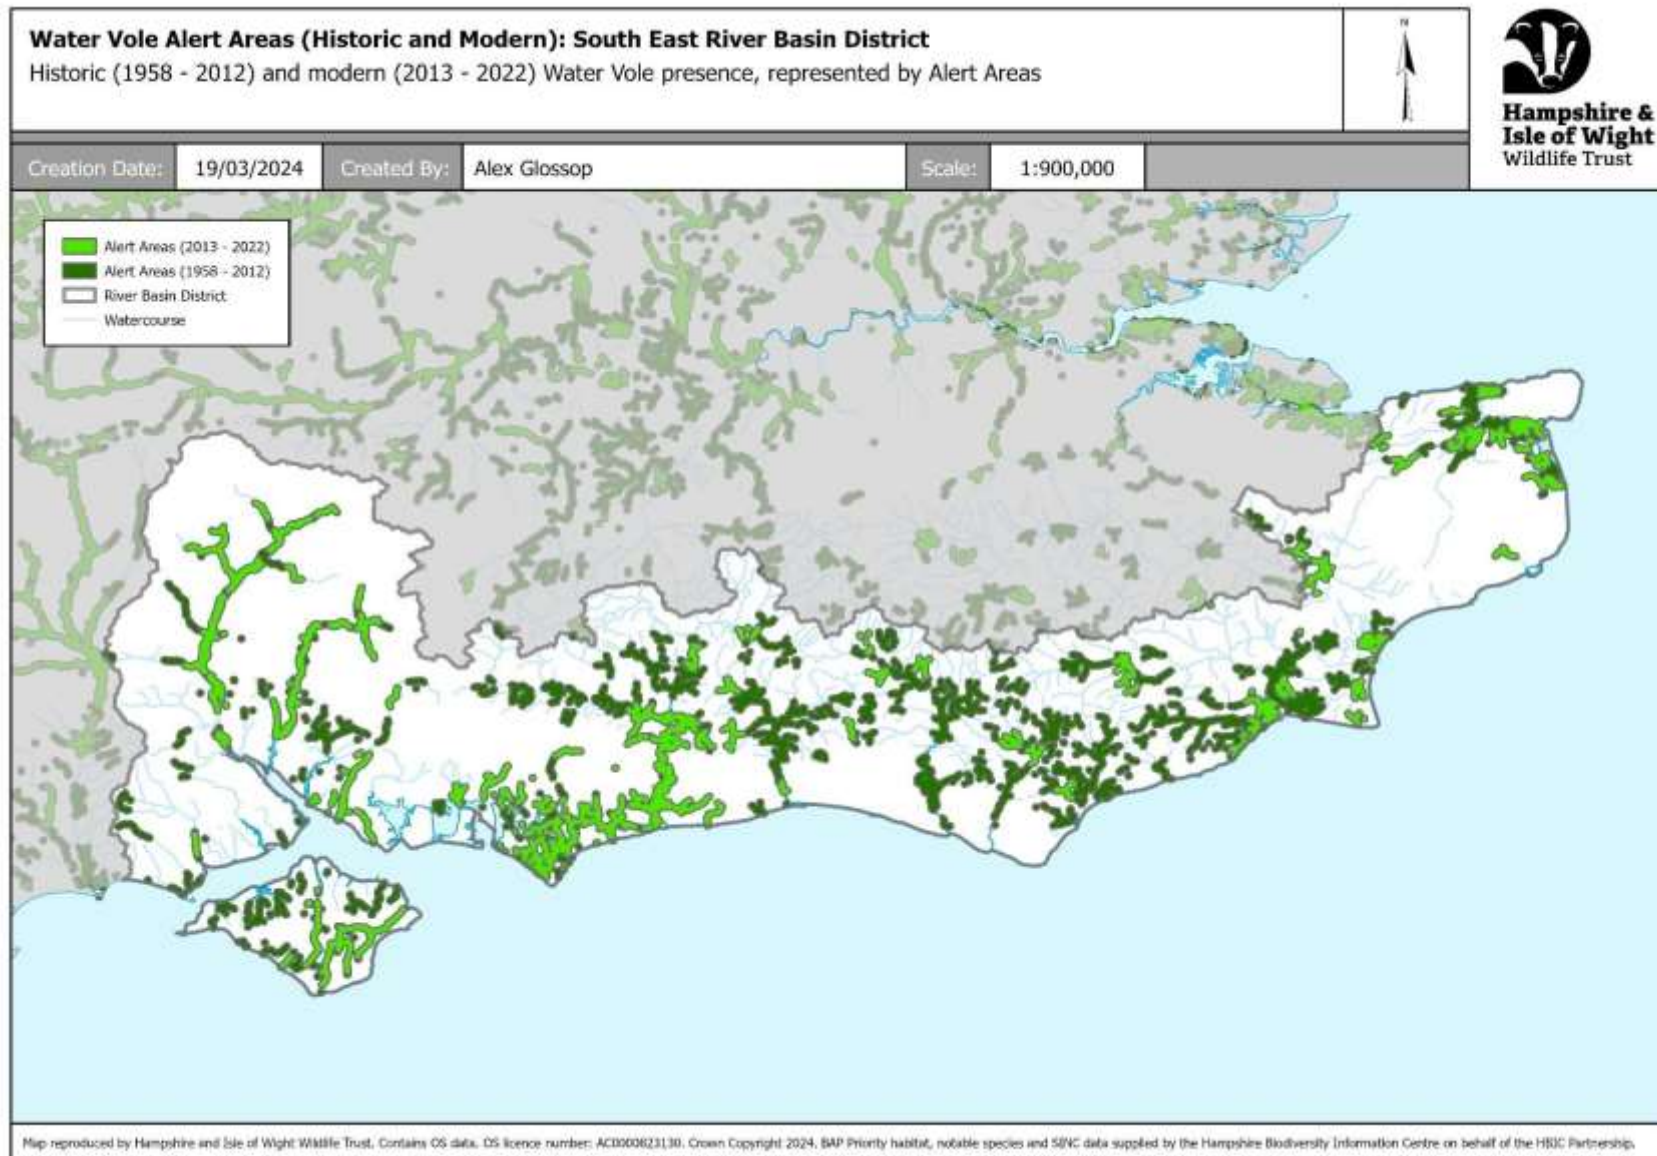 Water Vole Alert Areas (Historic and Modern): South East River Basin District
Historic (1958 - 2012) and modern (2013 - 2022) Water Vole presence, represented by Alert Areas
N
Hampshire &
Isle of Wight
Wildlife Trust
Creation Date: 19/03/2024 Created By: Alex Glossop Scale: 1:900,000
Alert Areas (2013 - 2022)
Alert Areas (1958 - 2012)
River Basin District
Watercourse
Map reproduced by Hampshire and Isle of Wight Wildlife Trust. Contains OS data. OS licence number: AC0000823130. Crown Copyright 2024. BAP Priority habitat, notable species and SINC data supplied by the Hampshire Biodiversity Information Centre on behalf of the HBIC Partnership.